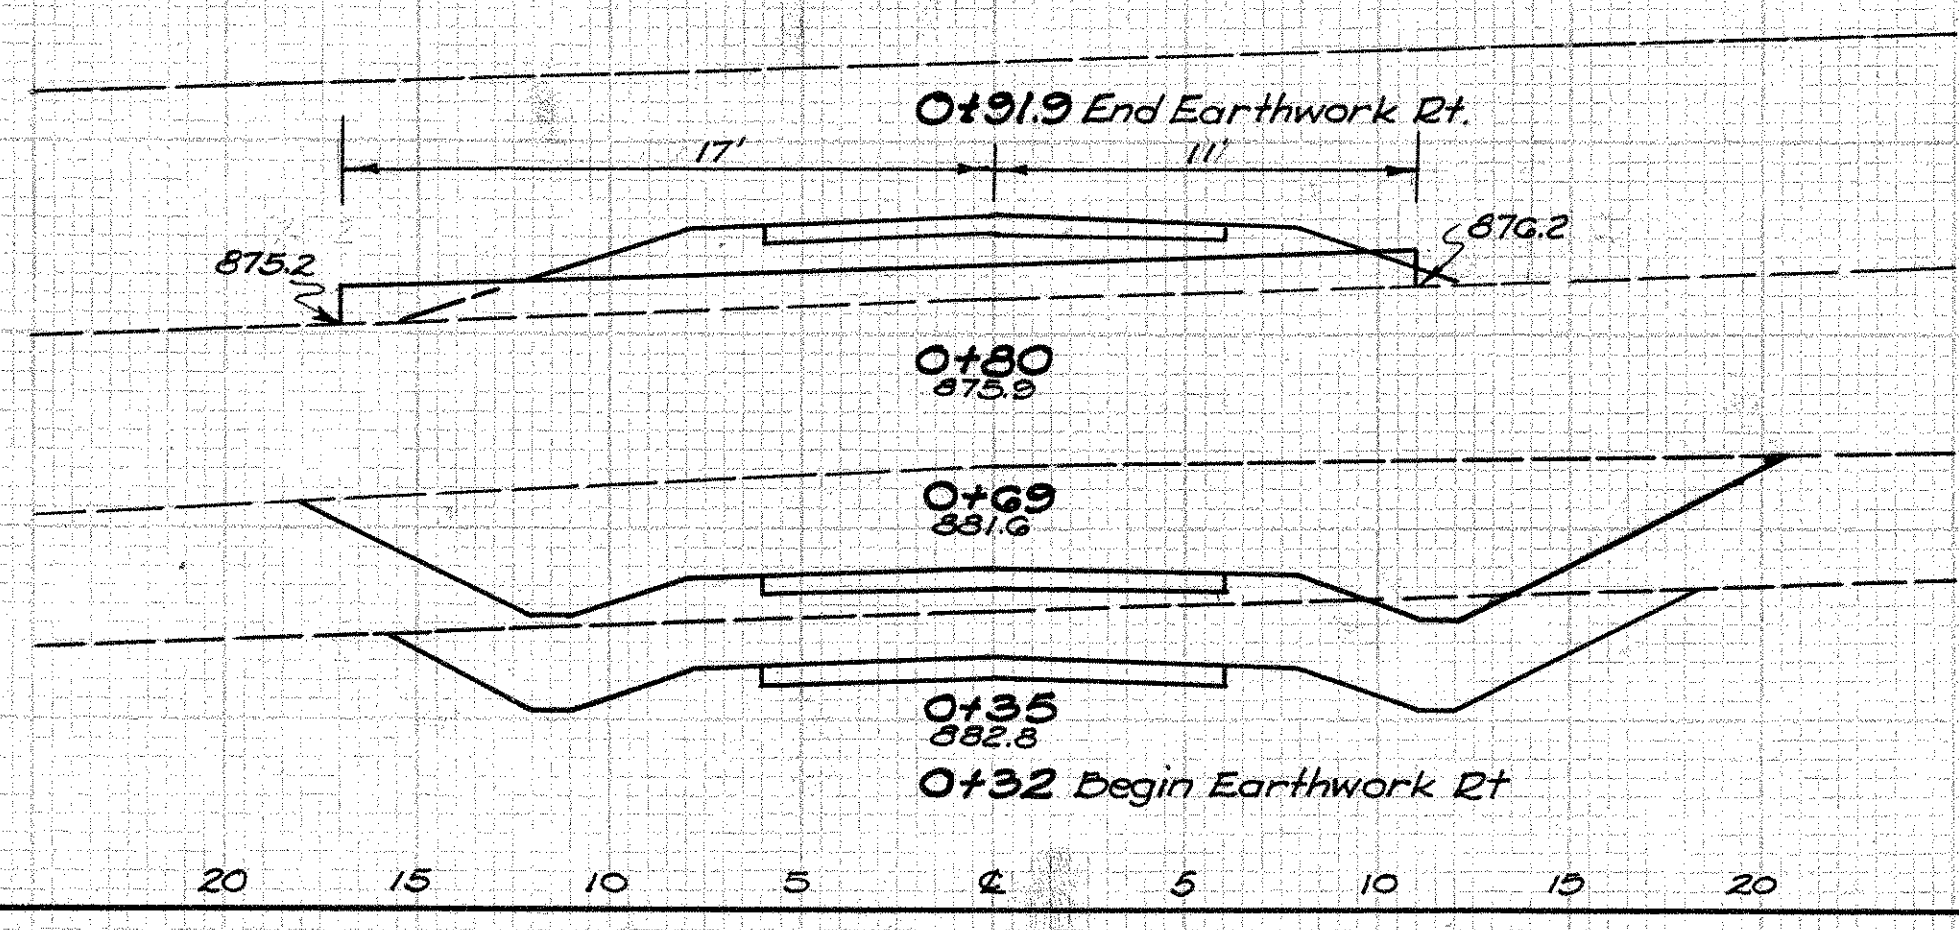 0+91.9 End Earthwork Rt.
17' 11'
875.2 876.2
0+80
875.9
0+69
881.6
0+35
882.8
0+32 Begin Earthwork Rt
20 15 10 5 ℄ 5 10 15 20